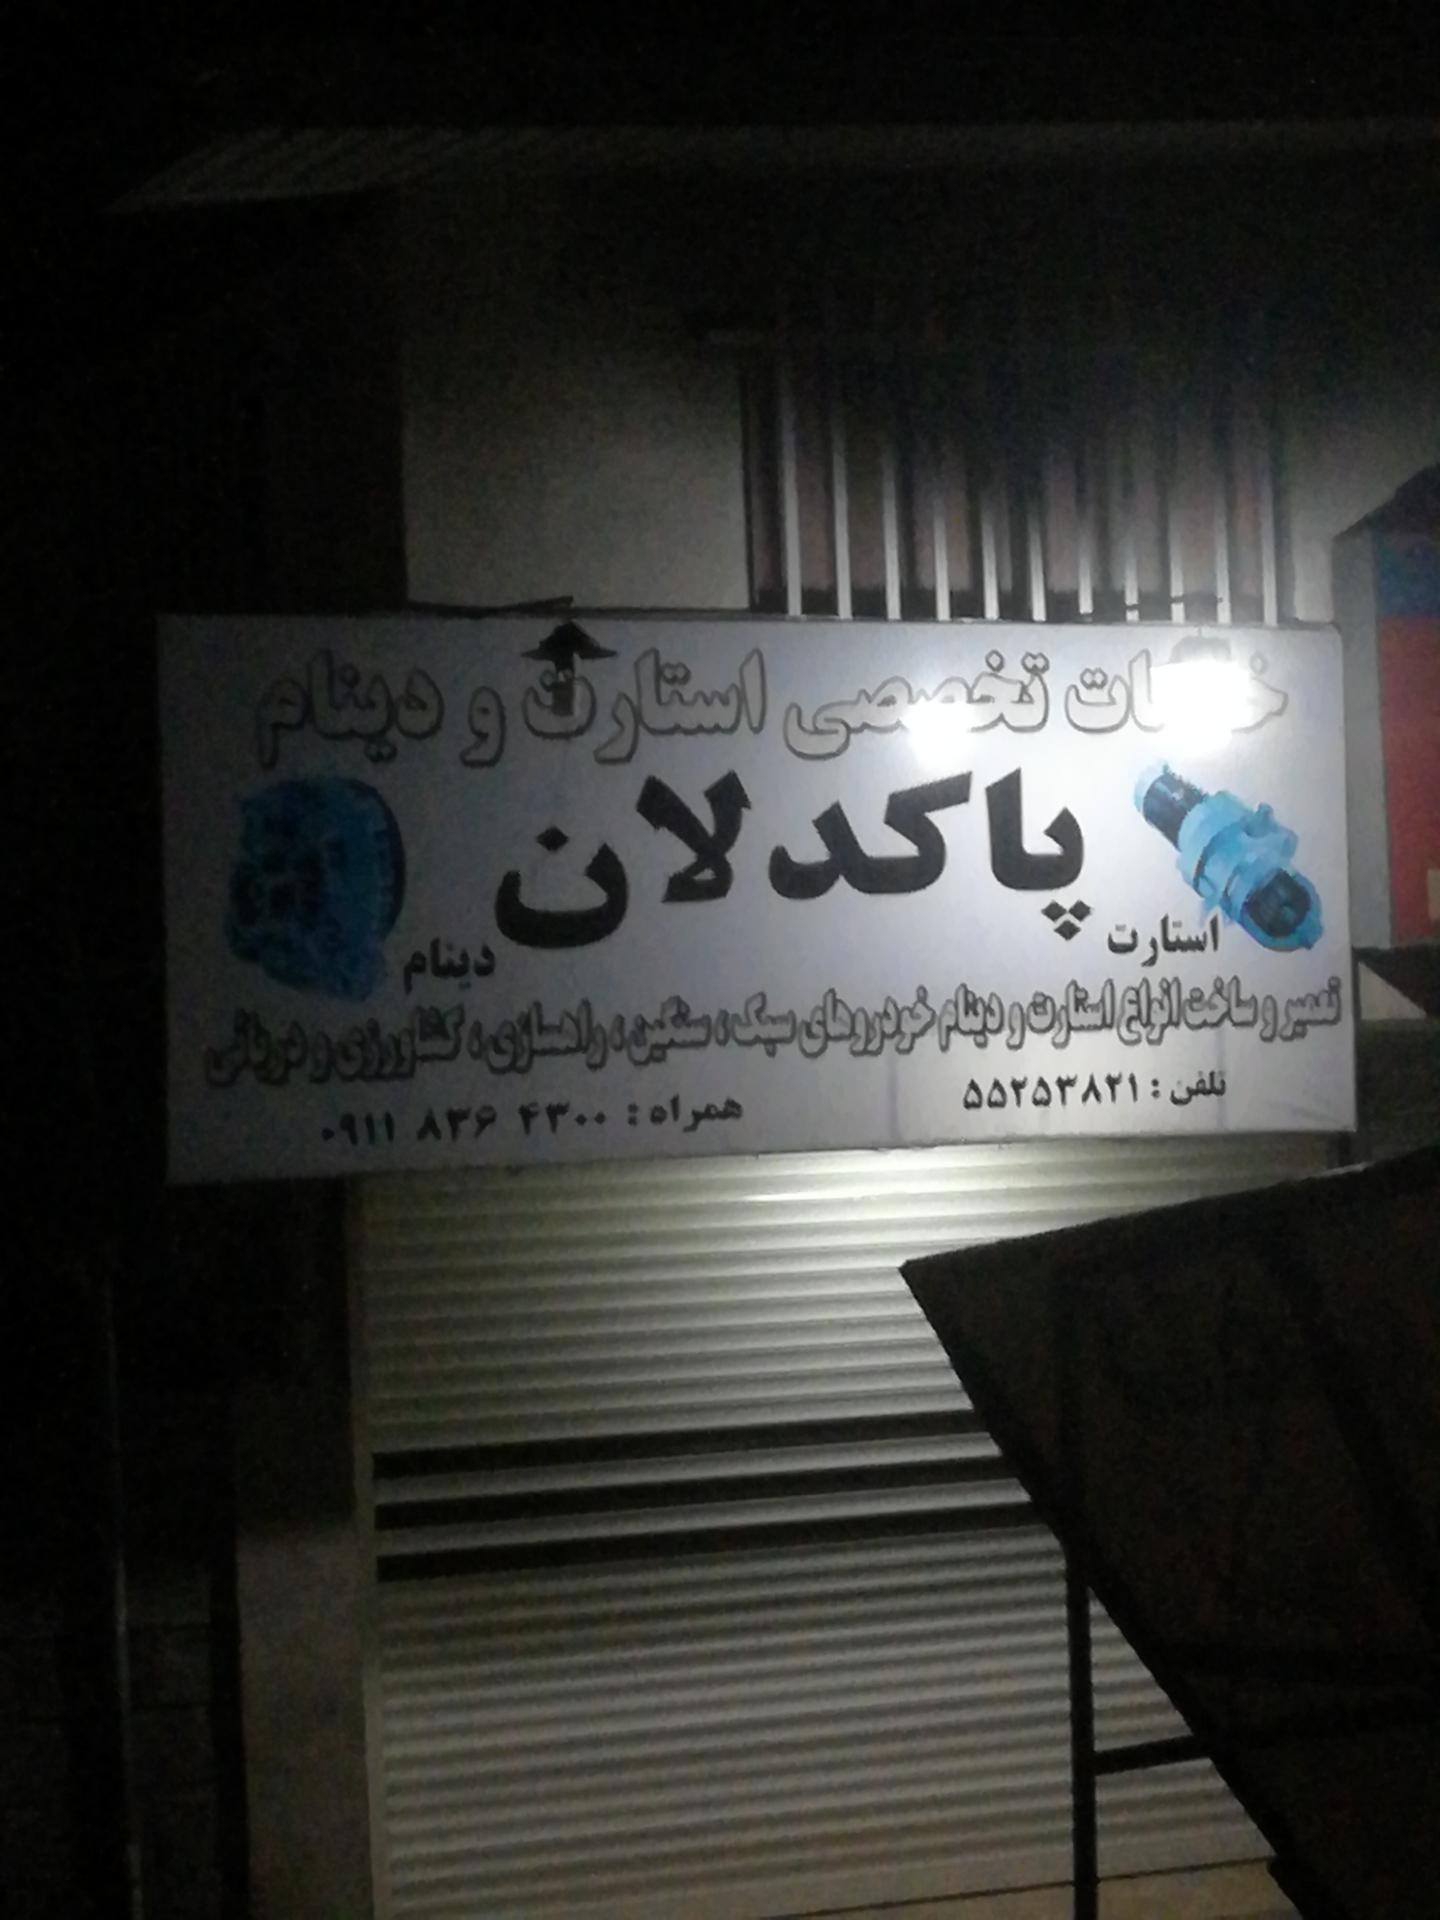 خدمات تخصصی استارت و دینام
پاکدلان
استارت
دینام
تعمیر و ساخت انواع استارت و دینام خودروهای سبک، سنگین، راهسازی، کشاورزی و دریائی
تلفن : ۵۵۲۵۳۸۲۱
همراه : ۰۹۱۱ ۸۳۶ ۴۳۰۰